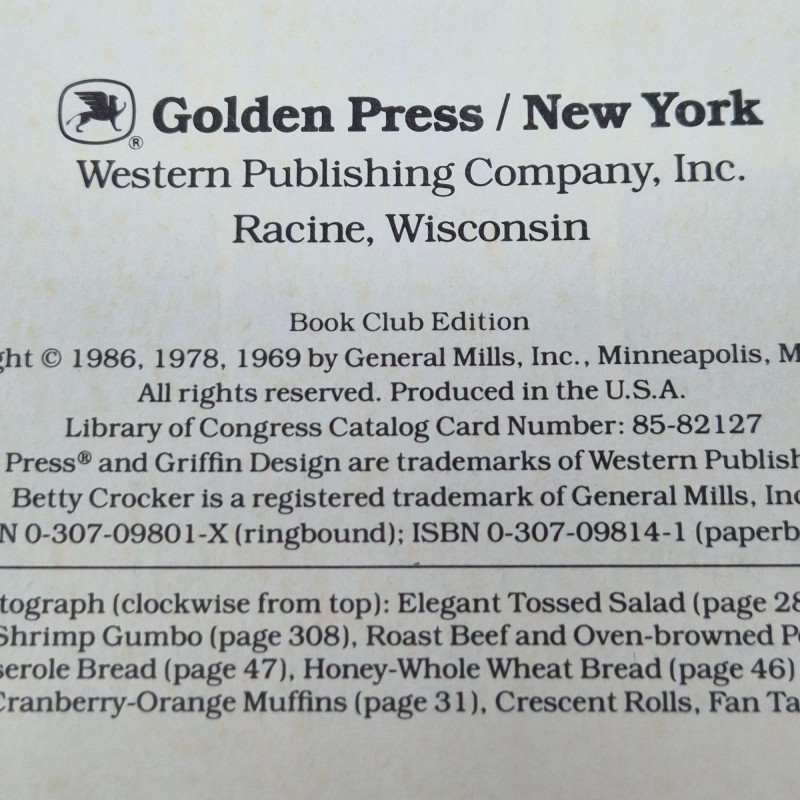 ® Golden Press / New York
Western Publishing Company, Inc.
Racine, Wisconsin
Book Club Edition
ght © 1986, 1978, 1969 by General Mills, Inc., Minneapolis, M
All rights reserved. Produced in the U.S.A.
Library of Congress Catalog Card Number: 85-82127
Press® and Griffin Design are trademarks of Western Publish
Betty Crocker is a registered trademark of General Mills, Inc
N 0-307-09801-X (ringbound); ISBN 0-307-09814-1 (paperb
tograph (clockwise from top): Elegant Tossed Salad (page 28
Shrimp Gumbo (page 308), Roast Beef and Oven-browned P
serole Bread (page 47), Honey-Whole Wheat Bread (page 46)
Cranberry-Orange Muffins (page 31), Crescent Rolls, Fan Ta